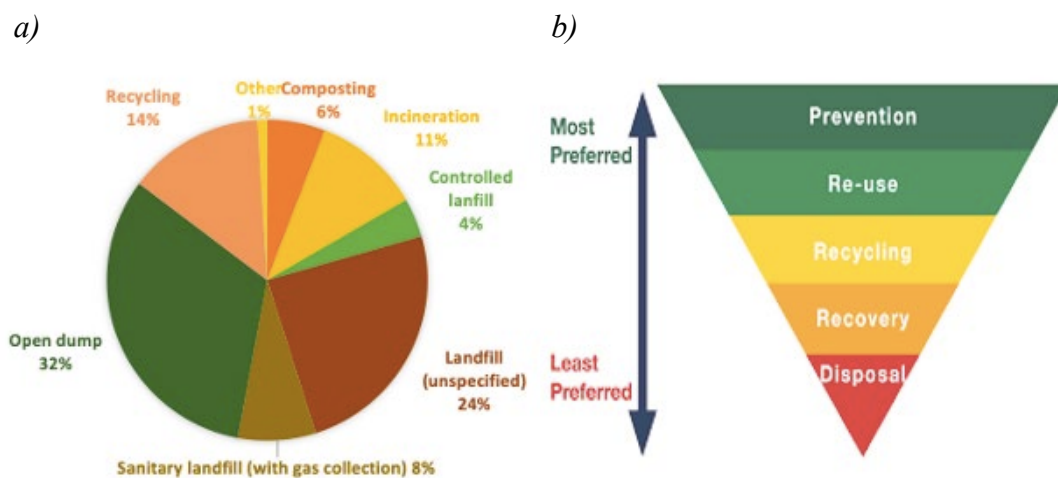 a)
b)
Other
1%
Composting
6%
Recycling
14%
Incineration
11%
Controlled
lanfill
4%
Open dump
32%
Landfill
(unspecified)
24%
Sanitary landfill (with gas collection) 8%
Most
Preferred
Least
Preferred
Prevention
Re-use
Recycling
Recovery
Disposal